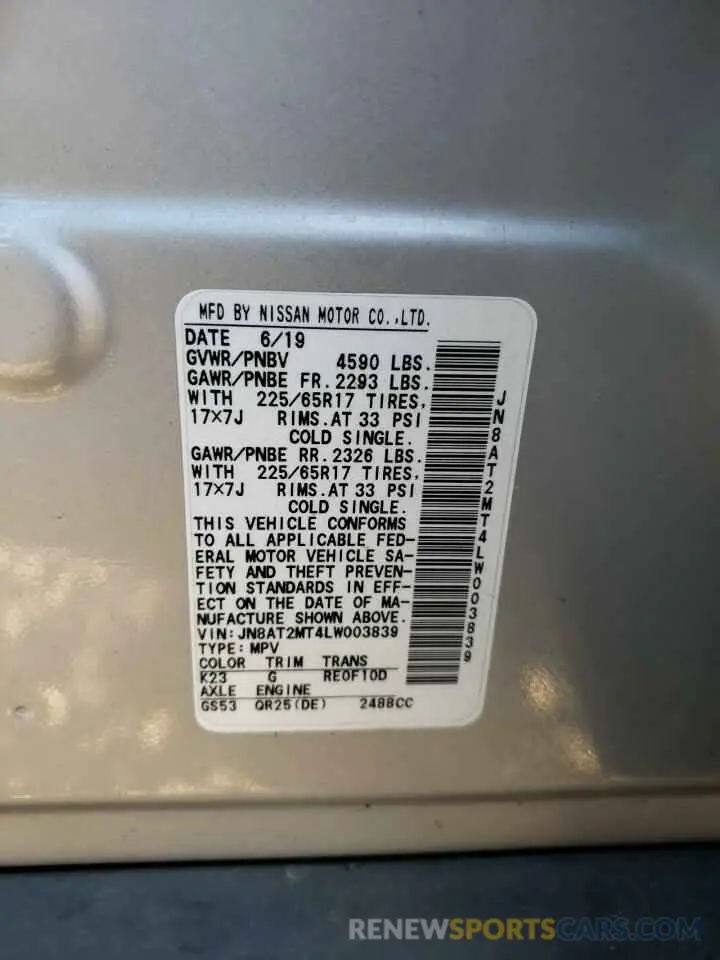 MFD BY NISSAN MOTOR CO.,LTD.
DATE 6/19
GVWR/PNBV 4590 LBS.
GAWR/PNBE FR.2293 LBS.
WITH 225/65R17 TIRES,
17×7J RIMS.AT 33 PSI
COLD SINGLE.
GAWR/PNBE RR.2326 LBS.
WITH 225/65R17 TIRES,
17×7J RIMS.AT 33 PSI
COLD SINGLE.
THIS VEHICLE CONFORMS
TO ALL APPLICABLE FED-
ERAL MOTOR VEHICLE SA-
FETY AND THEFT PREVEN-
TION STANDARDS IN EFF-
ECT ON THE DATE OF MA-
NUFACTURE SHOWN ABOVE.
VIN:JN8AT2MT4LW003839
TYPE:MPV
COLOR TRIM TRANS
K23 G RE0F10D
AXLE ENGINE
GS53 QR25(DE) 2488CC
JN8AT2MT4LW003839
RENEWSPORTSCARS.COM